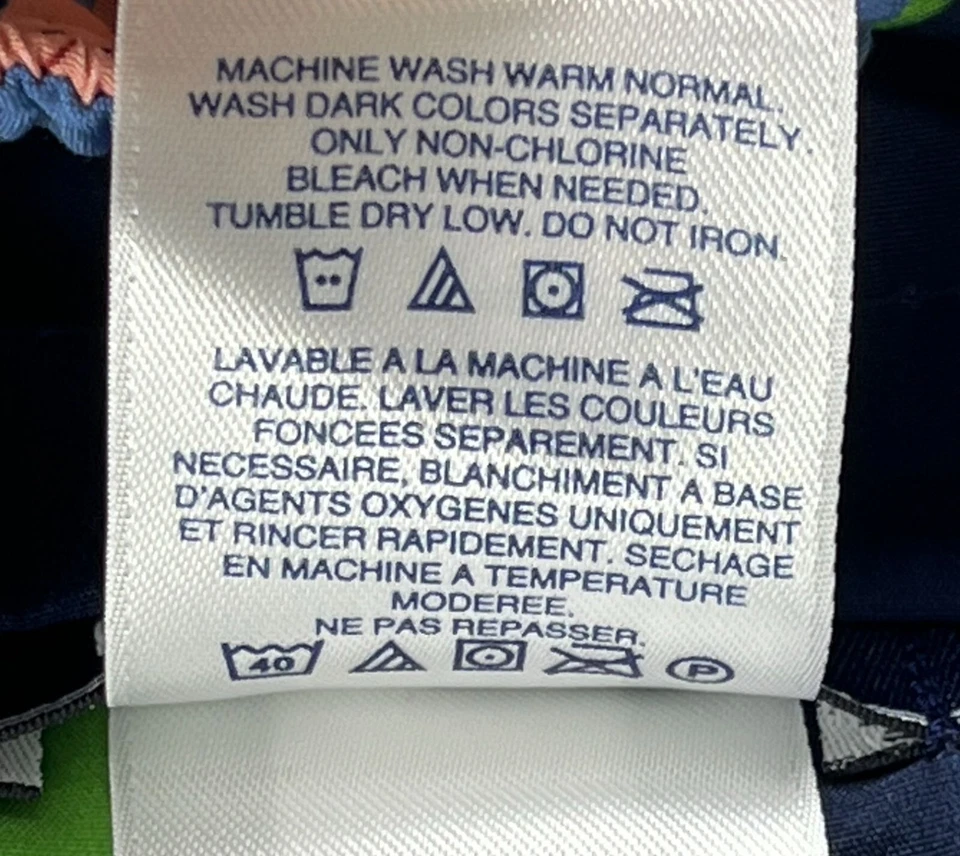 MACHINE WASH WARM NORMAL.
WASH DARK COLORS SEPARATELY.
ONLY NON-CHLORINE
BLEACH WHEN NEEDED.
TUMBLE DRY LOW. DO NOT IRON.
LAVABLE A LA MACHINE A L'EAU
CHAUDE. LAVER LES COULEURS
FONCEES SEPAREMENT. SI
NECESSAIRE, BLANCHIMENT A BASE
D'AGENTS OXYGENES UNIQUEMENT
ET RINCER RAPIDEMENT. SECHAGE
EN MACHINE A TEMPERATURE
MODEREE.
NE PAS REPASSER.
40 P